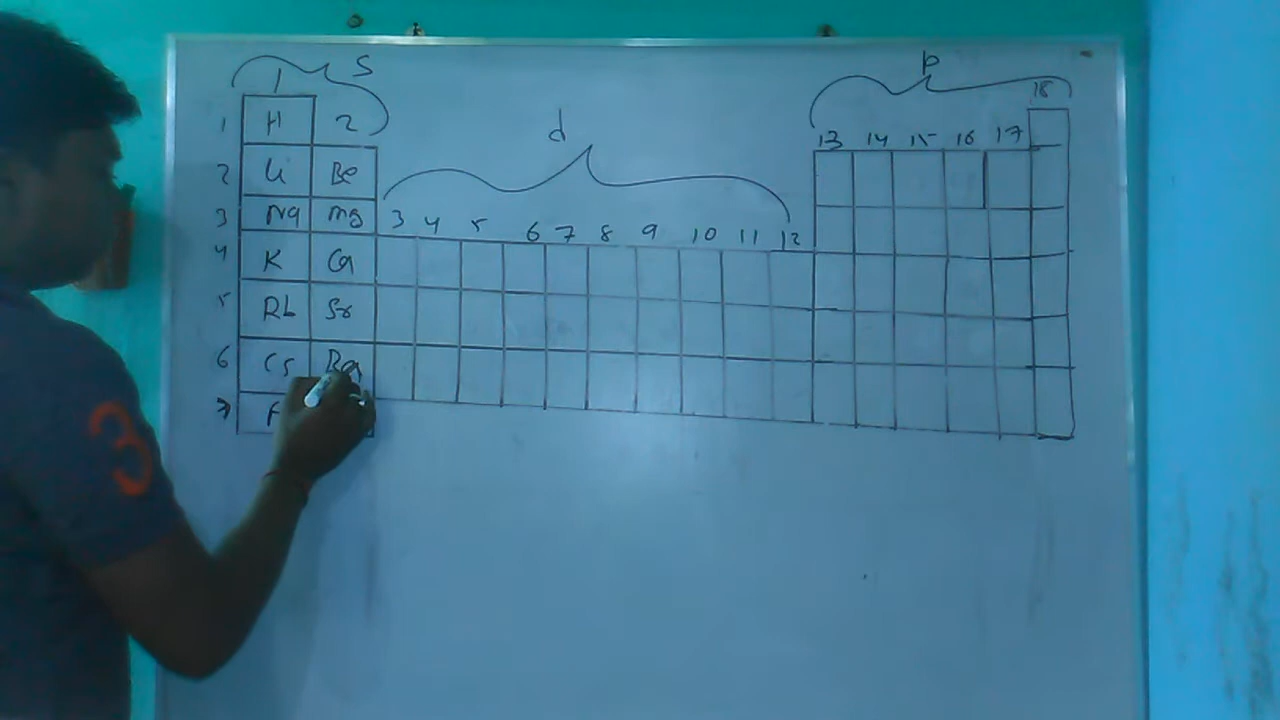 s p
1 18
1 H 2 d 13 14 15 16 17
2 Li Be
3 Na Mg 3 4 5 6 7 8 9 10 11 12
4 K Ca
5 Rb Sr
6 Cs Ba
7 F
3